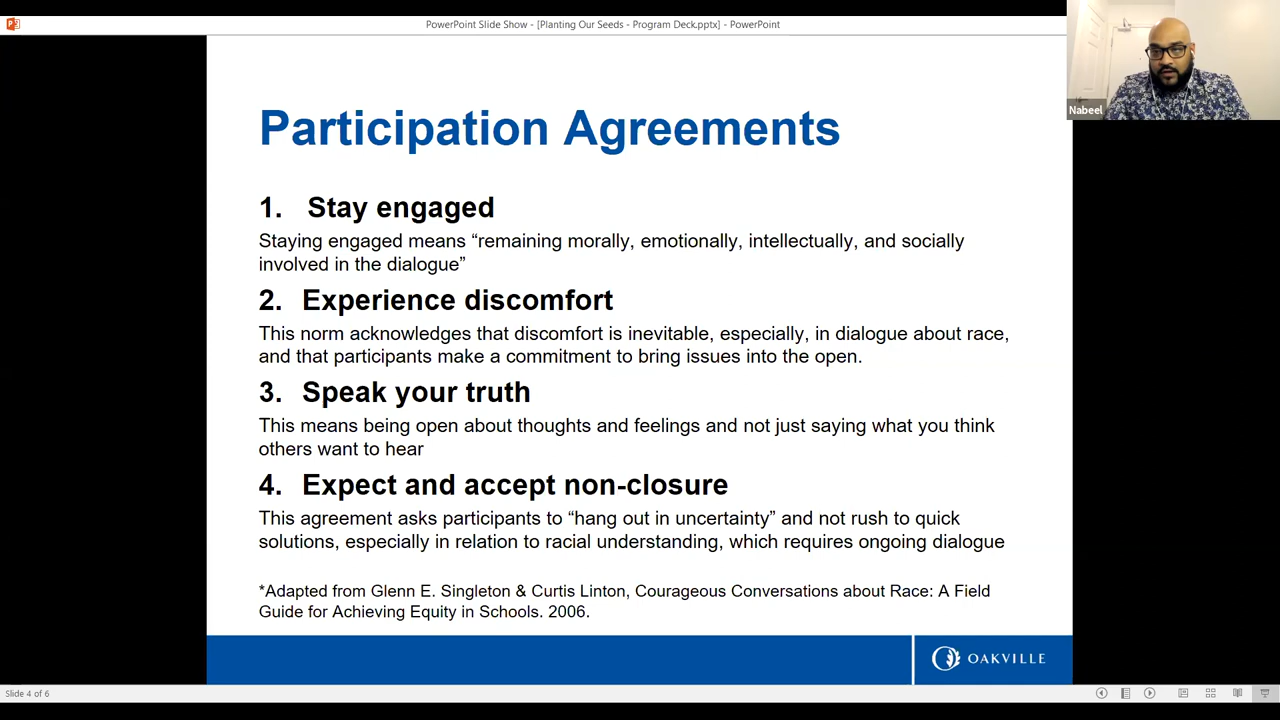 PowerPoint Slide Show - [Planting Our Seeds - Program Deck.pptx] - PowerPoint
Nabeel
Participation Agreements
1. Stay engaged
Staying engaged means “remaining morally, emotionally, intellectually, and socially
involved in the dialogue”
2. Experience discomfort
This norm acknowledges that discomfort is inevitable, especially, in dialogue about race,
and that participants make a commitment to bring issues into the open.
3. Speak your truth
This means being open about thoughts and feelings and not just saying what you think
others want to hear
4. Expect and accept non-closure
This agreement asks participants to “hang out in uncertainty” and not rush to quick
solutions, especially in relation to racial understanding, which requires ongoing dialogue
*Adapted from Glenn E. Singleton & Curtis Linton, Courageous Conversations about Race: A Field
Guide for Achieving Equity in Schools. 2006.
OAKVILLE
Slide 4 of 6